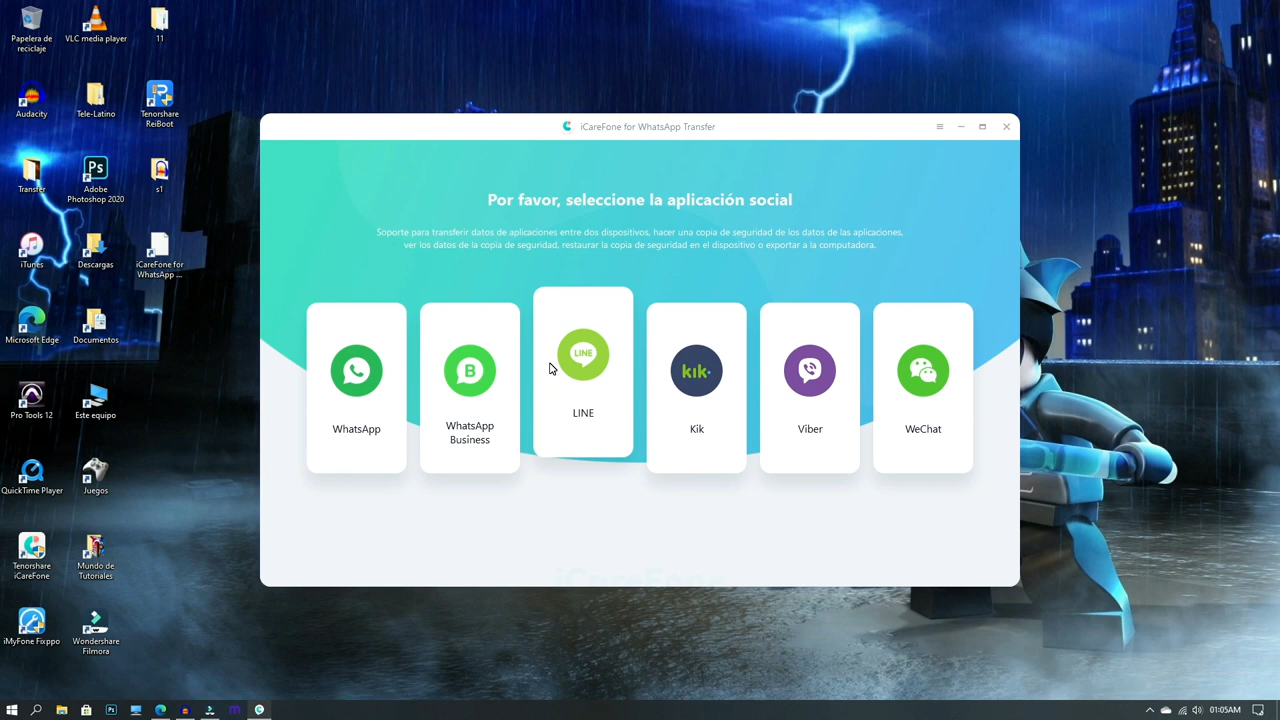 Papelera de
reciclaje
VLC media player
11
Audacity
Tele-Latino
Tenorshare
ReiBoot
Transfer
Ps
Adobe
Photoshop 2020
s1
iTunes
Descargas
iCareFone for
WhatsApp ...
Microsoft Edge
Documentos
Pro Tools 12
Este equipo
QuickTime Player
Juegos
Tenorshare
iCareFone
Mundo de
Tutoriales
iMyFone Fixppo
Wondershare
Filmora
iCareFone for WhatsApp Transfer
Por favor, seleccione la aplicación social
Soporte para transferir datos de aplicaciones entre dos dispositivos, hacer una copia de seguridad de los datos de las aplicaciones,
ver los datos de la copia de seguridad, restaurar la copia de seguridad en el dispositivo o exportar a la computadora.
WhatsApp
B
WhatsApp
Business
LINE
LINE
kik.
Kik
Viber
WeChat
iCareFone
01:05AM